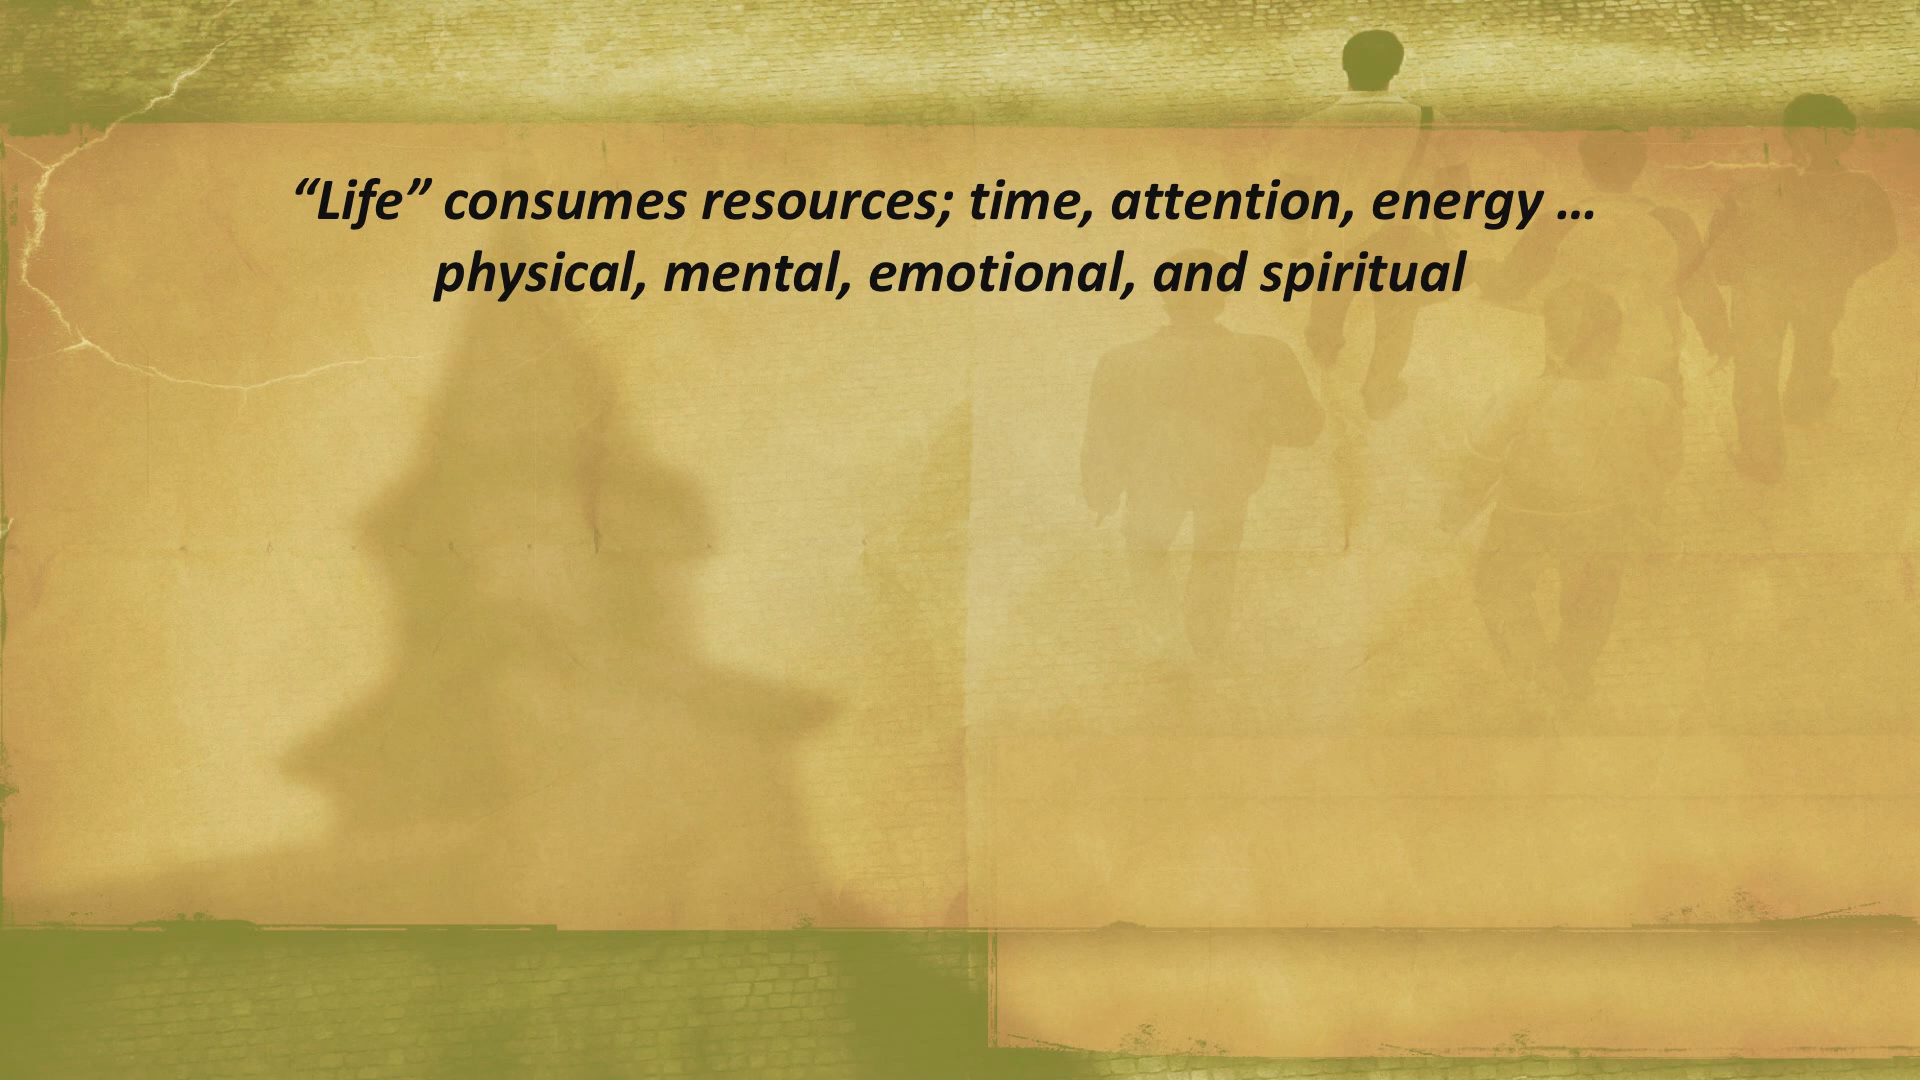 “Life” consumes resources; time, attention, energy …
physical, mental, emotional, and spiritual